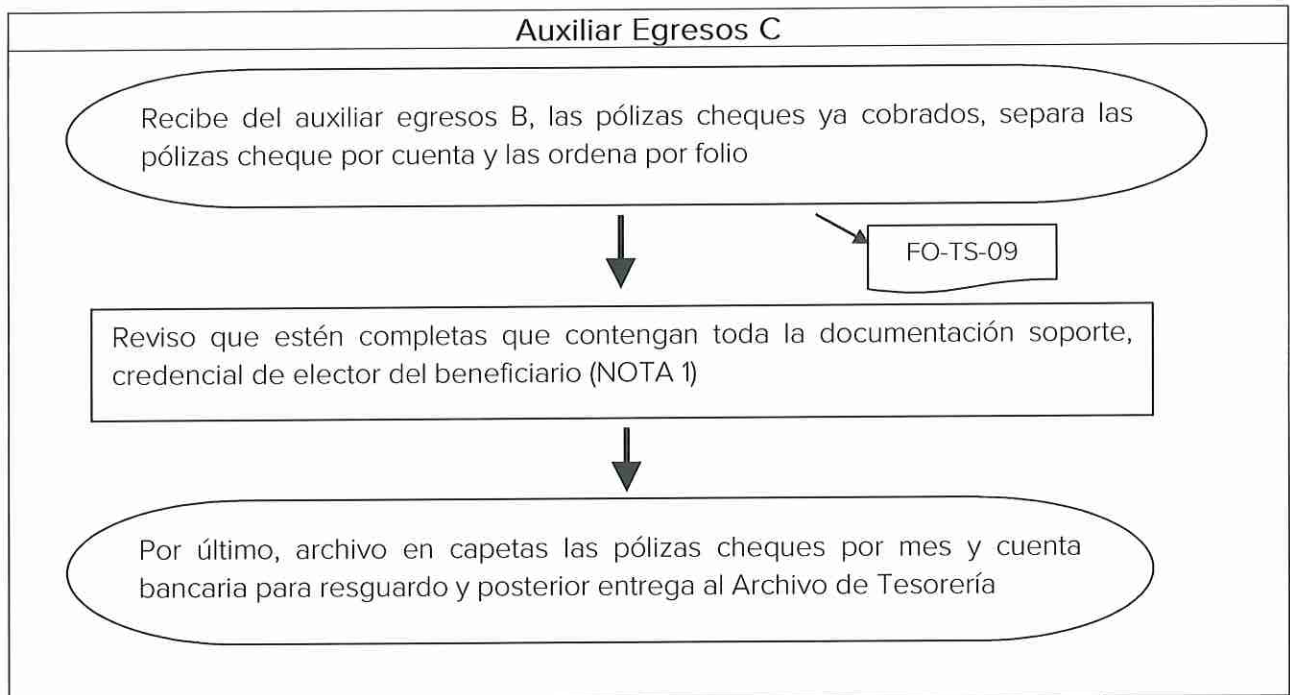 Auxiliar Egresos C
Recibe del auxiliar egresos B, las pólizas cheques ya cobrados, separa las
pólizas cheque por cuenta y las ordena por folio
FO-TS-09
Reviso que estén completas que contengan toda la documentación soporte,
credencial de elector del beneficiario (NOTA 1)
Por último, archivo en capetas las pólizas cheques por mes y cuenta
bancaria para resguardo y posterior entrega al Archivo de Tesorería